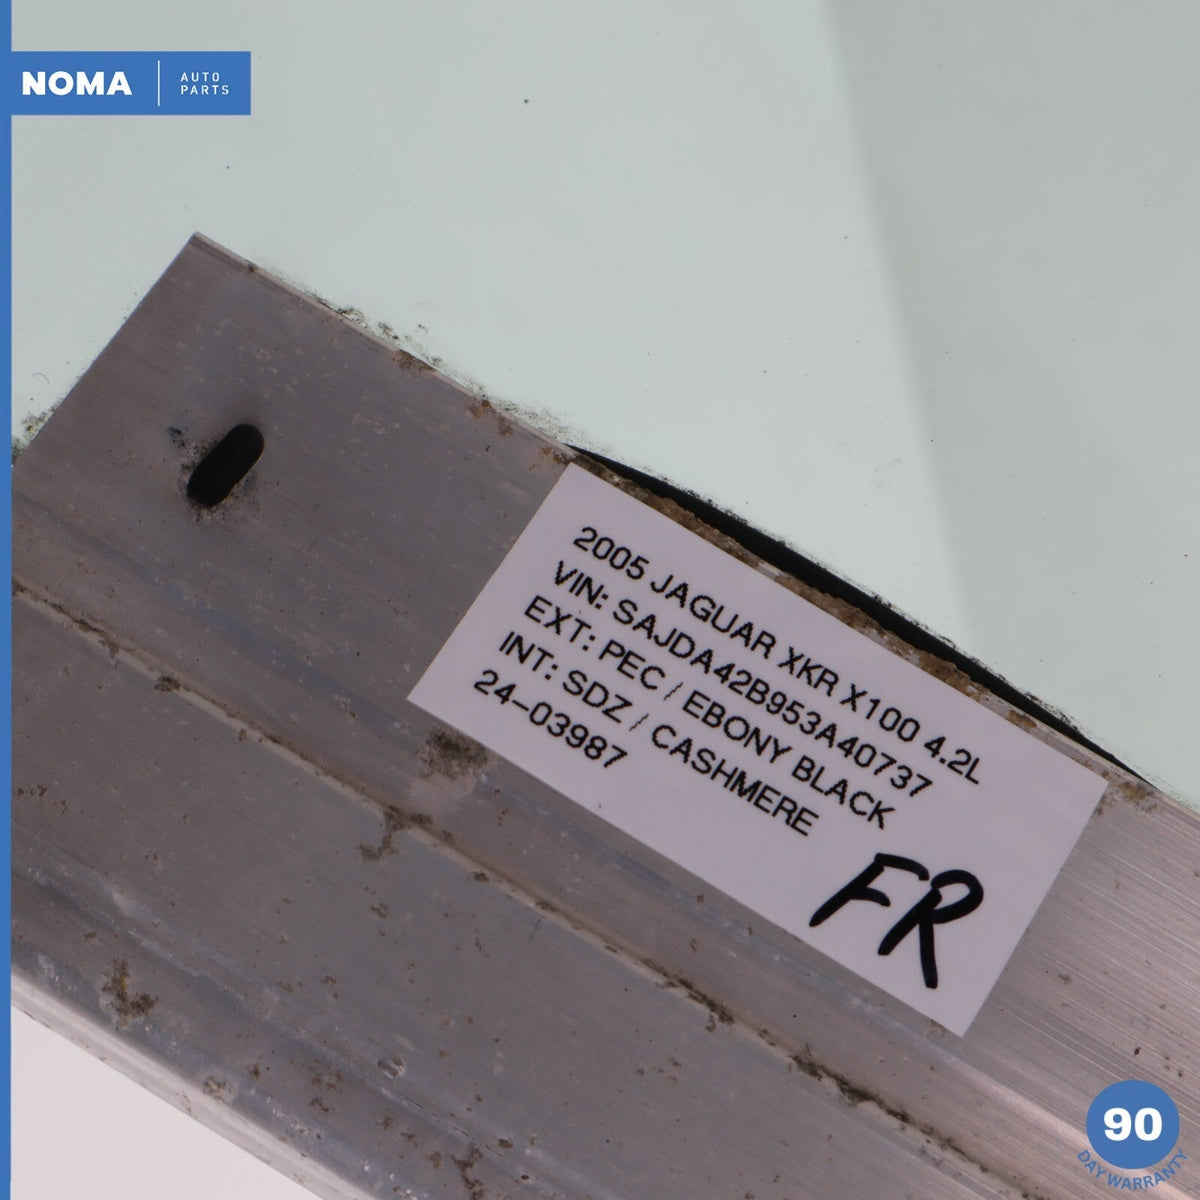 NOMA
AUTO
PARTS
2005 JAGUAR XKR X100 4.2L
VIN: SAJDA42B953A40737
EXT: PEC / EBONY BLACK
INT: SDZ / CASHMERE
24-03987
FR
90
DAY WARRANTY